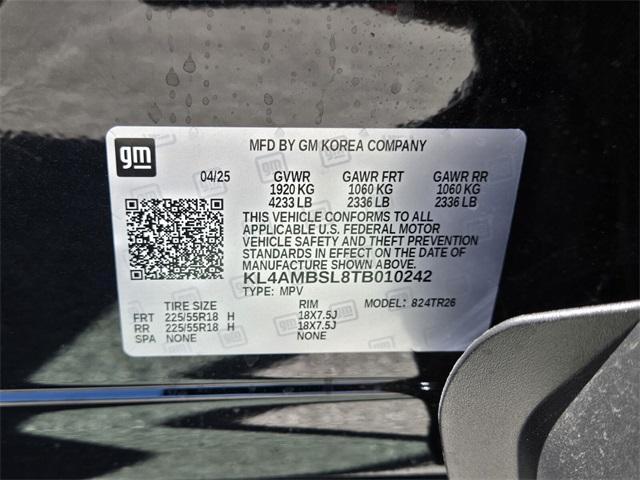 gm
MFD BY GM KOREA COMPANY
04/25 GVWR GAWR FRT GAWR RR
1920 KG 1060 KG 1060 KG
4233 LB 2336 LB 2336 LB
THIS VEHICLE CONFORMS TO ALL
APPLICABLE U.S. FEDERAL MOTOR
VEHICLE SAFETY AND THEFT PREVENTION
STANDARDS IN EFFECT ON THE DATE OF
MANUFACTURE SHOWN ABOVE.
KL4AMBSL8TB010242
TYPE: MPV MODEL: 824TR26
TIRE SIZE RIM
FRT 225/55R18 H 18X7.5J
RR 225/55R18 H 18X7.5J
SPA NONE NONE